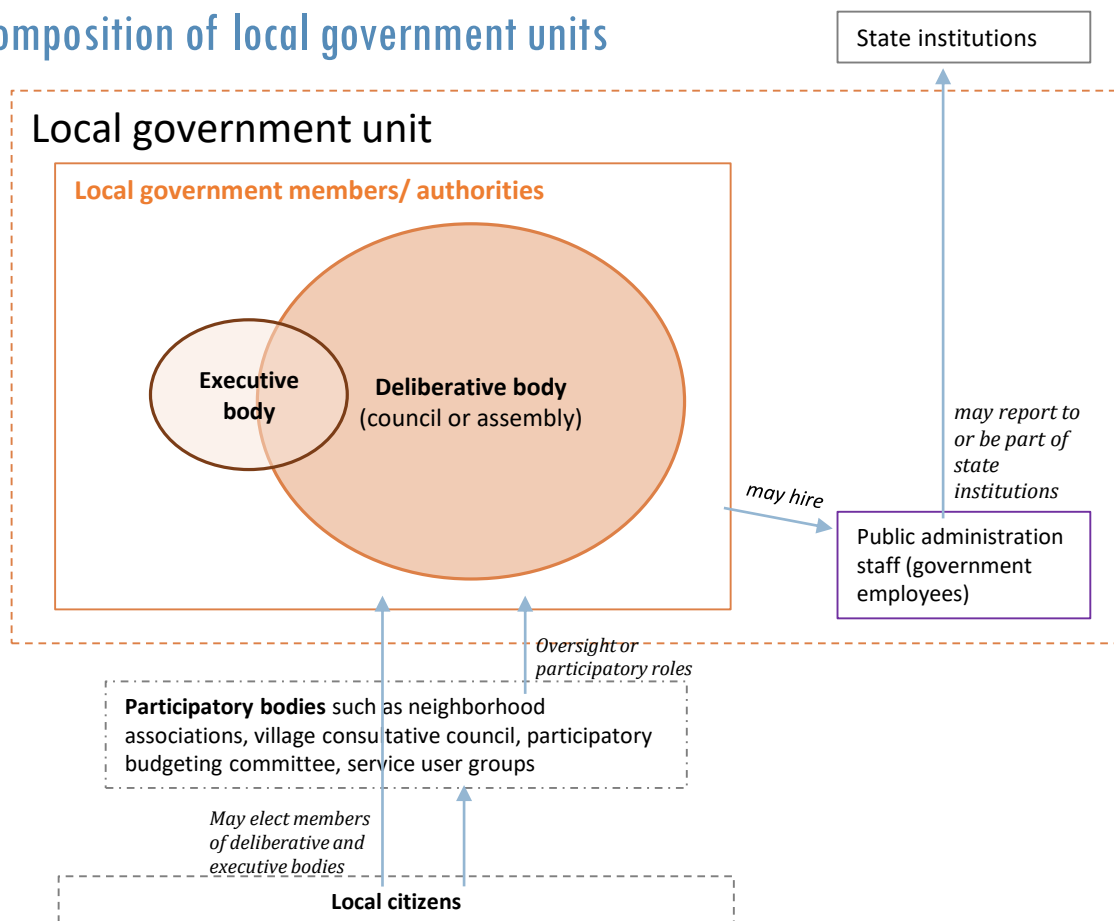 omposition of local government units
State institutions
Local government unit
Local government members/ authorities
Executive
body
Deliberative body
(council or assembly)
may report to
or be part of
state
institutions
may hire
Public administration
staff (government
employees)
Oversight or
participatory roles
Participatory bodies such as neighborhood
associations, village consultative council, participatory
budgeting committee, service user groups
May elect members
of deliberative and
executive bodies
Local citizens